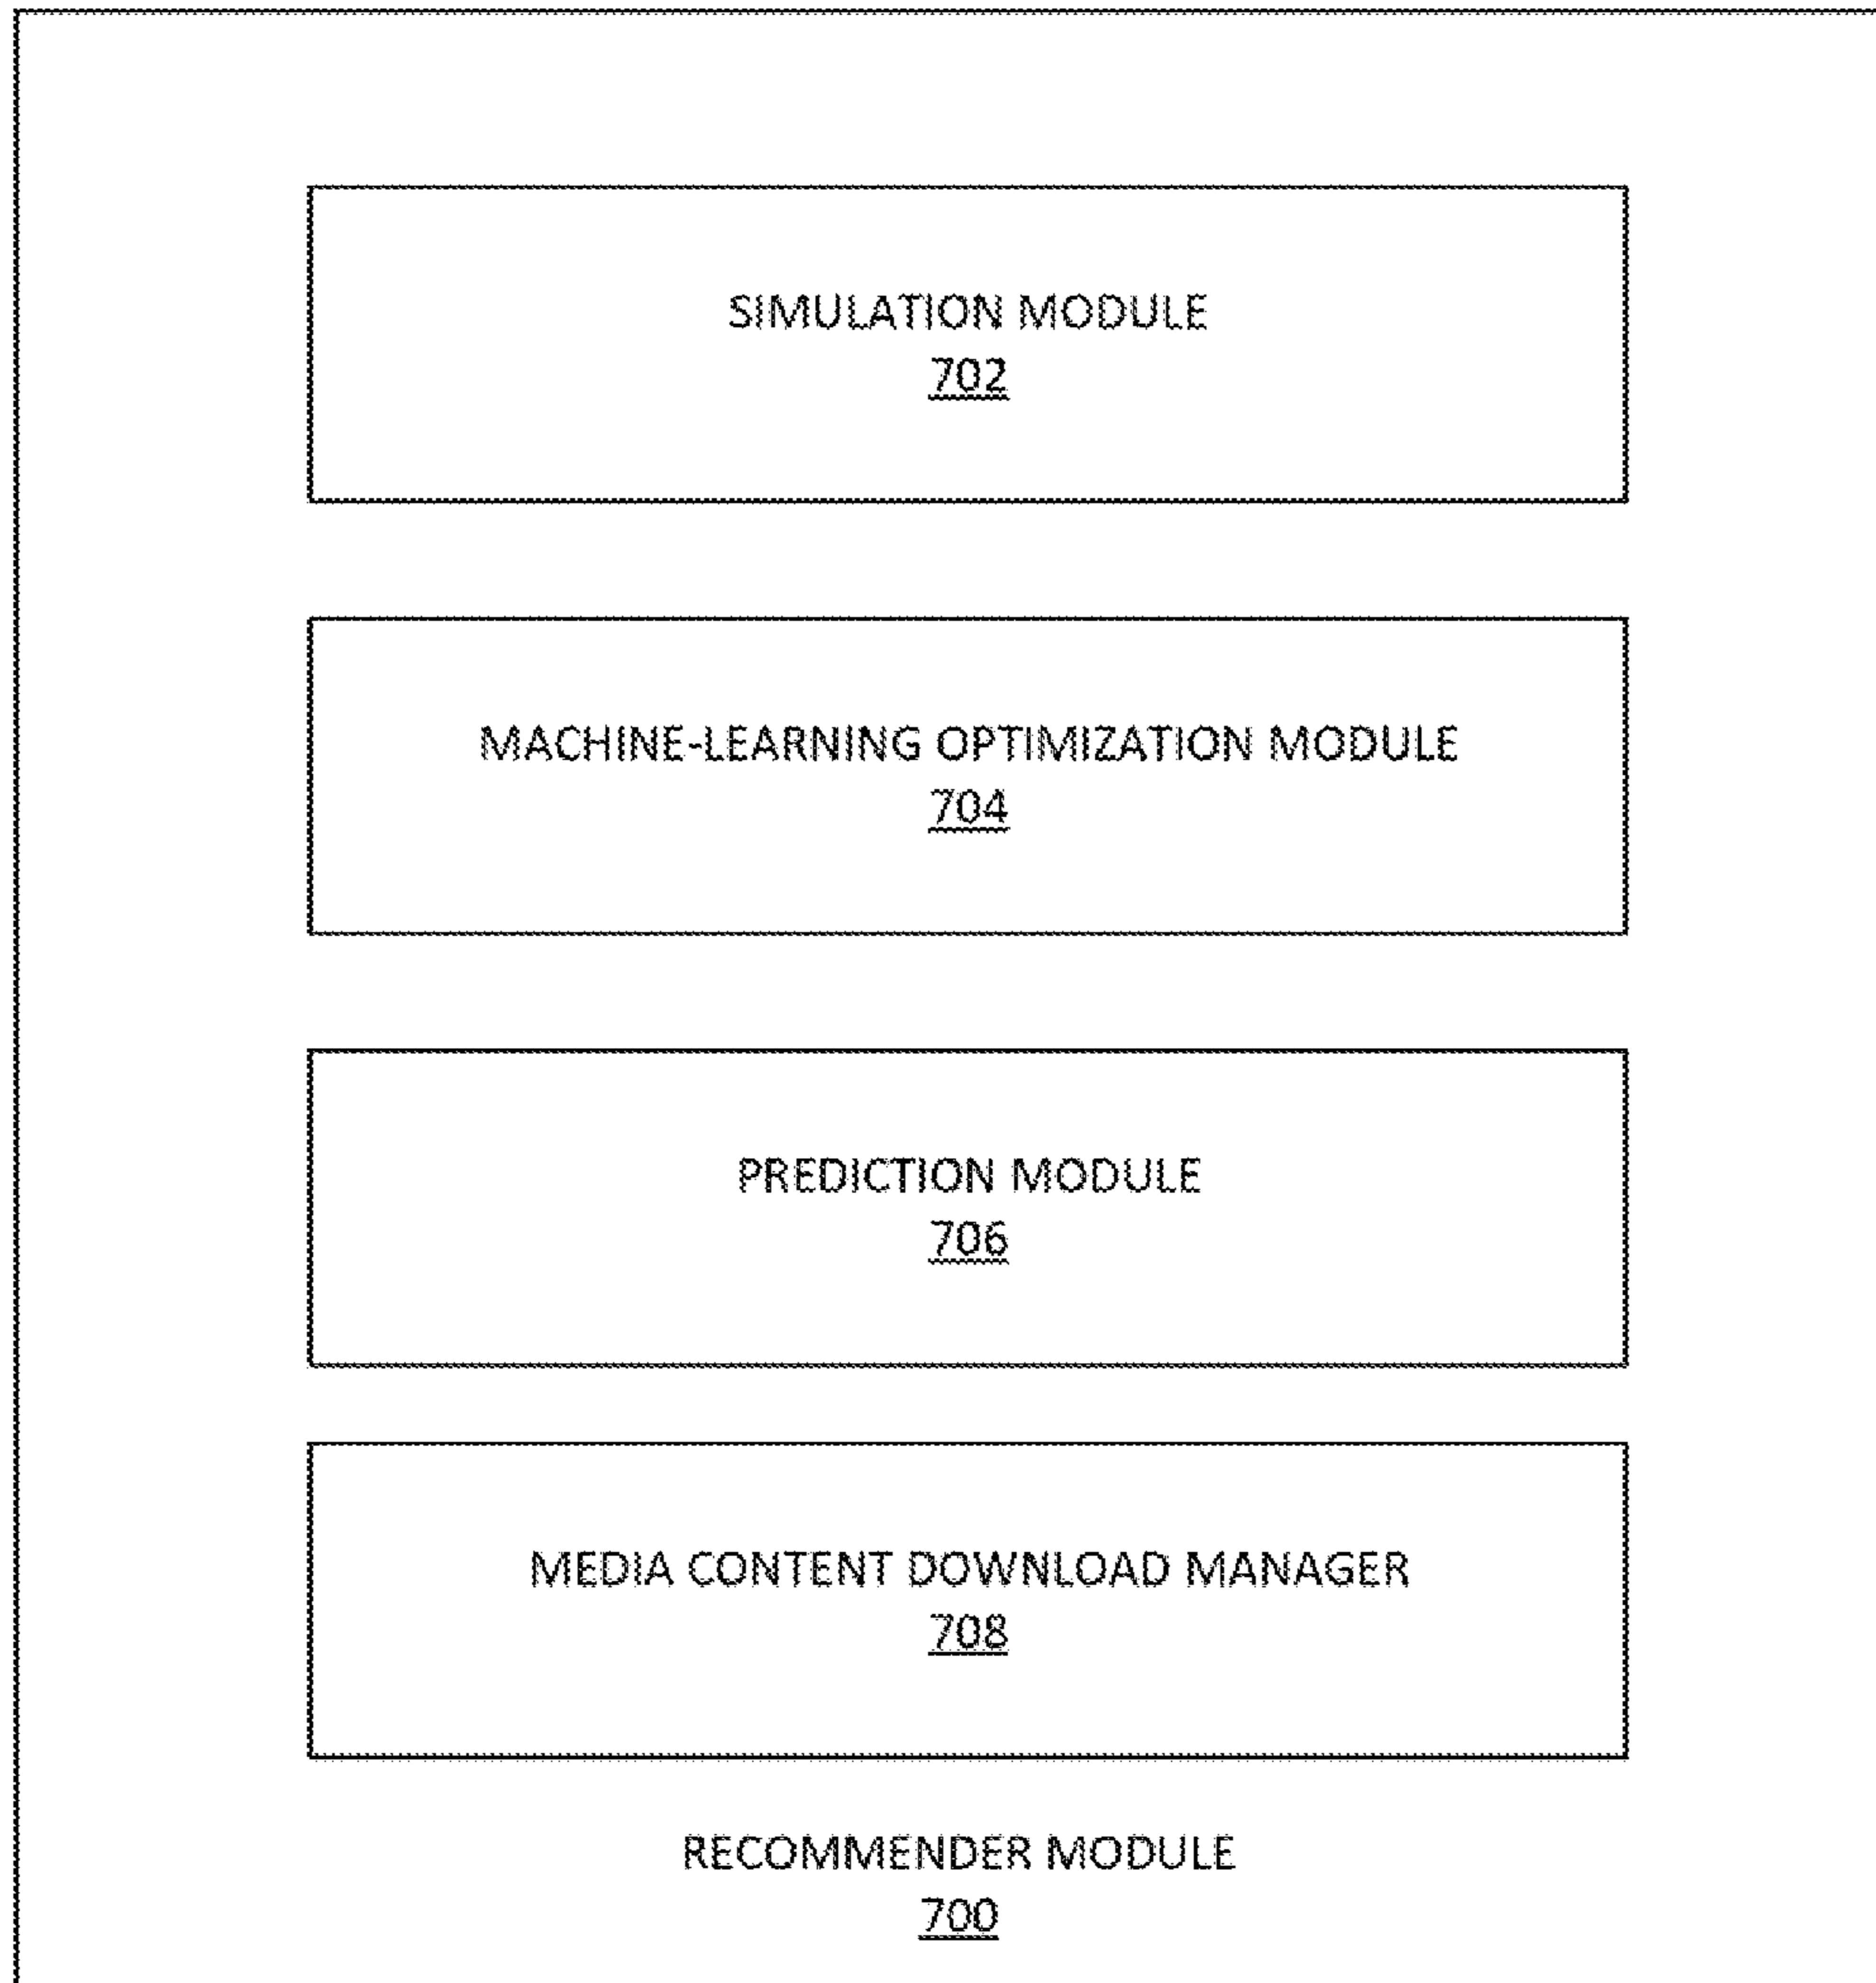 SIMULATION MODULE
702
MACHINE-LEARNING OPTIMIZATION MODULE
704
PREDICTION MODULE
706
MEDIA CONTENT DOWNLOAD MANAGER
708
RECOMMENDER MODULE
700